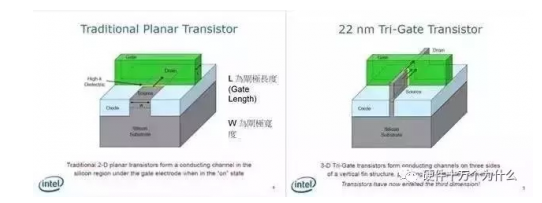 Traditional Planar Transistor
Gate
Drain
High k
Dielectric
Source
Oxide
Silicon
Substrate
L 為閘極長度
(Gate
Length)
W 為閘極寬
度
Traditional 2-D planar transistors form a conducting channel in the
silicon region under the gate electrode when in the "on" state
intel
4
22 nm Tri-Gate Transistor
Gate
Drain
Source
Oxide
Silicon
Substrate
3-D Tri-Gate transistors form conducting channels on three sides
of a vertical fin structure,
Transistors have now entered the third dimension!
intel
硬件十万个为什么